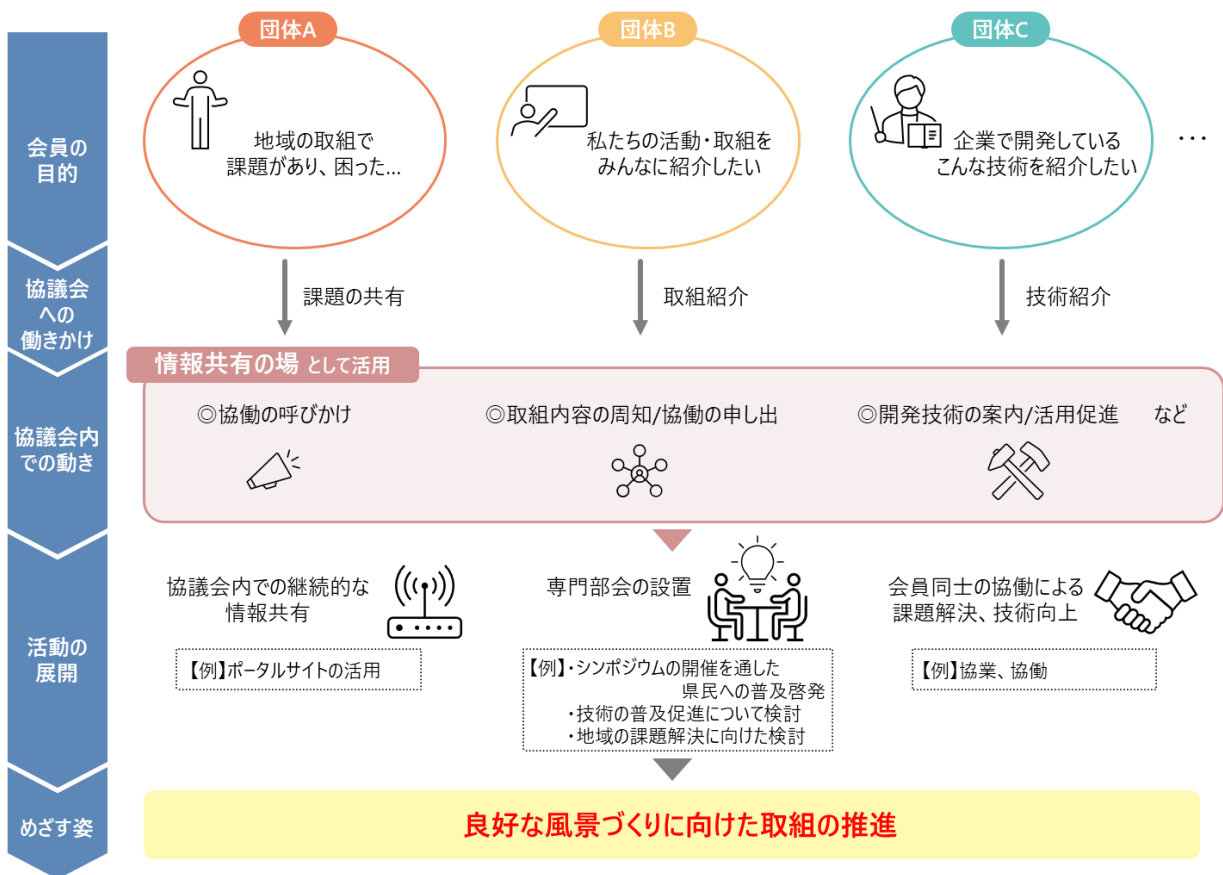 団体A
団体B
団体C
会員の
目的
地域の取組で
課題があり、困った…
私たちの活動・取組を
みんなに紹介したい
企業で開発している
こんな技術を紹介したい
…
協議会
への
働きかけ
課題の共有
取組紹介
技術紹介
協議会内
での動き
情報共有の場 として活用
◎協働の呼びかけ
◎取組内容の周知/協働の申し出
◎開発技術の案内/活用促進 など
活動の
展開
協議会内での継続的な
情報共有
【例】ポータルサイトの活用
専門部会の設置
【例】・シンポジウムの開催を通した
県民への普及啓発
・技術の普及促進について検討
・地域の課題解決に向けた検討
会員同士の協働による
課題解決、技術向上
【例】協業、協働
めざす姿
良好な風景づくりに向けた取組の推進